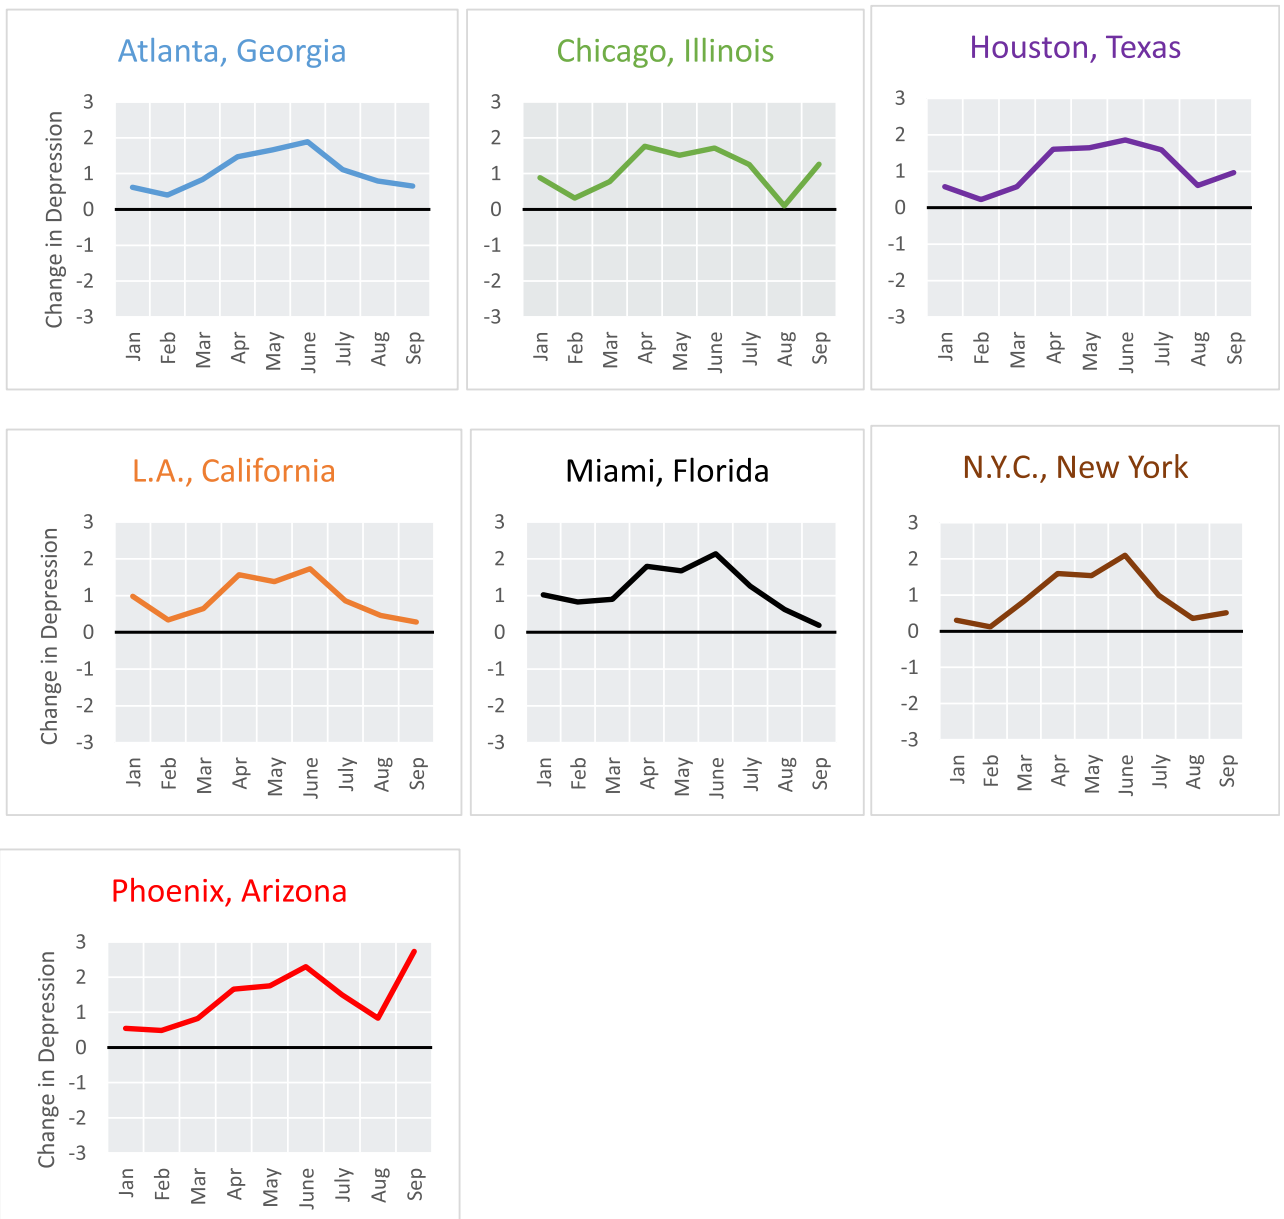 Atlanta, Georgia
Change in Depression
3
2
1
0
-1
-2
-3
Jan Feb Mar Apr May June July Aug Sep
Chicago, Illinois
3
2
1
0
-1
-2
-3
Jan Feb Mar Apr May June July Aug Sep
Houston, Texas
3
2
1
0
-1
-2
-3
Jan Feb Mar Apr May June July Aug Sep
L.A., California
Change in Depression
3
2
1
0
-1
-2
-3
Jan Feb Mar Apr May June July Aug Sep
Miami, Florida
3
2
1
0
-1
-2
-3
Jan Feb Mar Apr May June July Aug Sep
N.Y.C., New York
3
2
1
0
-1
-2
-3
Jan Feb Mar Apr May June July Aug Sep
Phoenix, Arizona
Change in Depression
3
2
1
0
-1
-2
-3
Jan Feb Mar Apr May June July Aug Sep